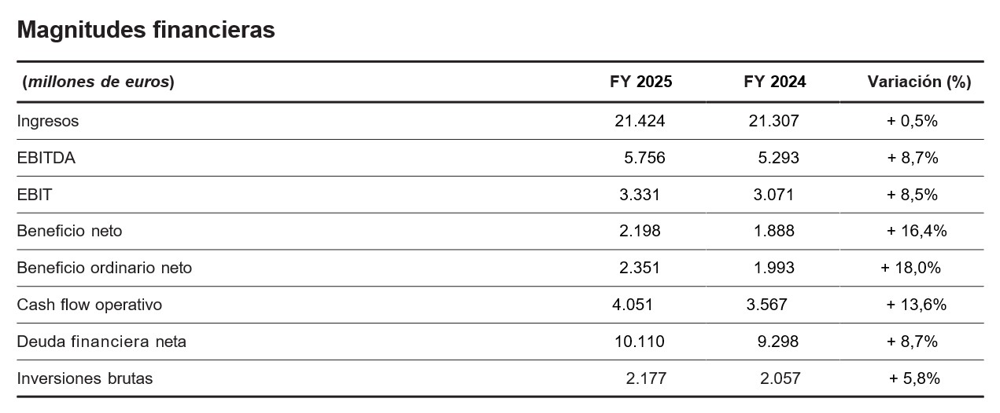 Magnitudes financieras
(millones de euros) FY 2025 FY 2024 Variación (%)
Ingresos 21.424 21.307 + 0,5%
EBITDA 5.756 5.293 + 8,7%
EBIT 3.331 3.071 + 8,5%
Beneficio neto 2.198 1.888 + 16,4%
Beneficio ordinario neto 2.351 1.993 + 18,0%
Cash flow operativo 4.051 3.567 + 13,6%
Deuda financiera neta 10.110 9.298 + 8,7%
Inversiones brutas 2.177 2.057 + 5,8%